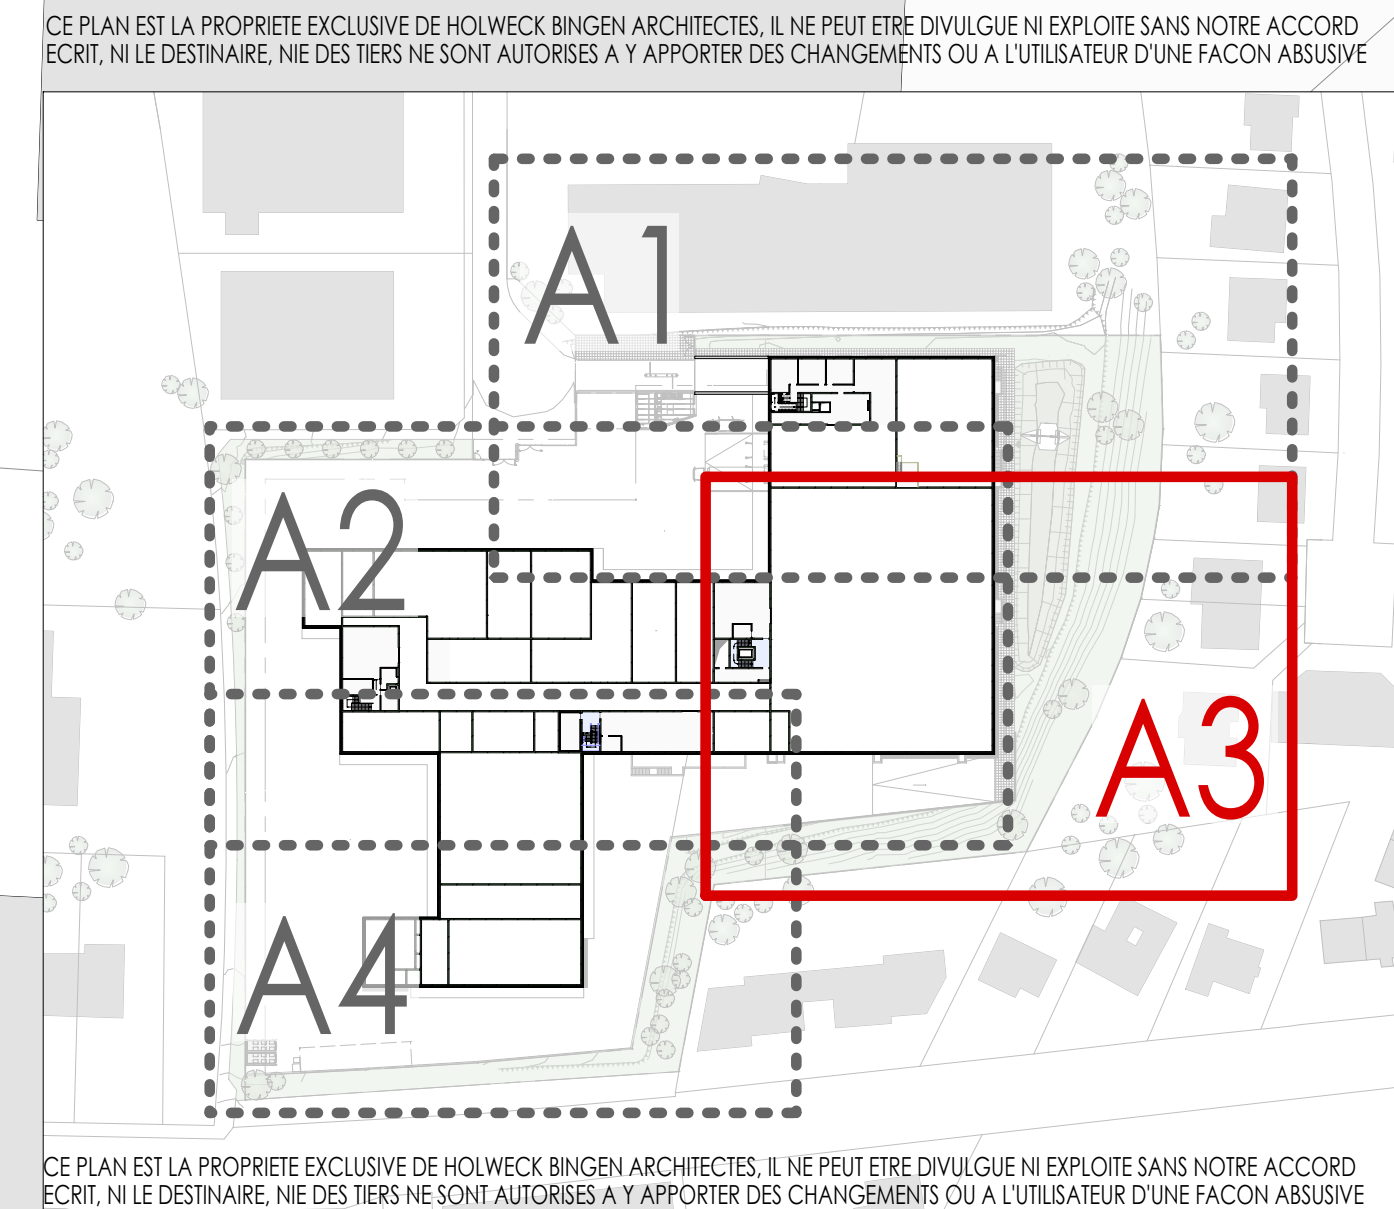 CE PLAN EST LA PROPRIETE EXCLUSIVE DE HOLWECK BINGEN ARCHITECTES, IL NE PEUT ETRE DIVULGUE NI EXPLOITE SANS NOTRE ACCORD
ECRIT, NI LE DESTINAIRE, NIE DES TIERS NE SONT AUTORISES A Y APPORTER DES CHANGEMENTS OU A L'UTILISATEUR D'UNE FACON ABSUSIVE
A1
A2
A3
A4
CE PLAN EST LA PROPRIETE EXCLUSIVE DE HOLWECK BINGEN ARCHITECTES, IL NE PEUT ETRE DIVULGUE NI EXPLOITE SANS NOTRE ACCORD
ECRIT, NI LE DESTINAIRE, NIE DES TIERS NE SONT AUTORISES A Y APPORTER DES CHANGEMENTS OU A L'UTILISATEUR D'UNE FACON ABSUSIVE